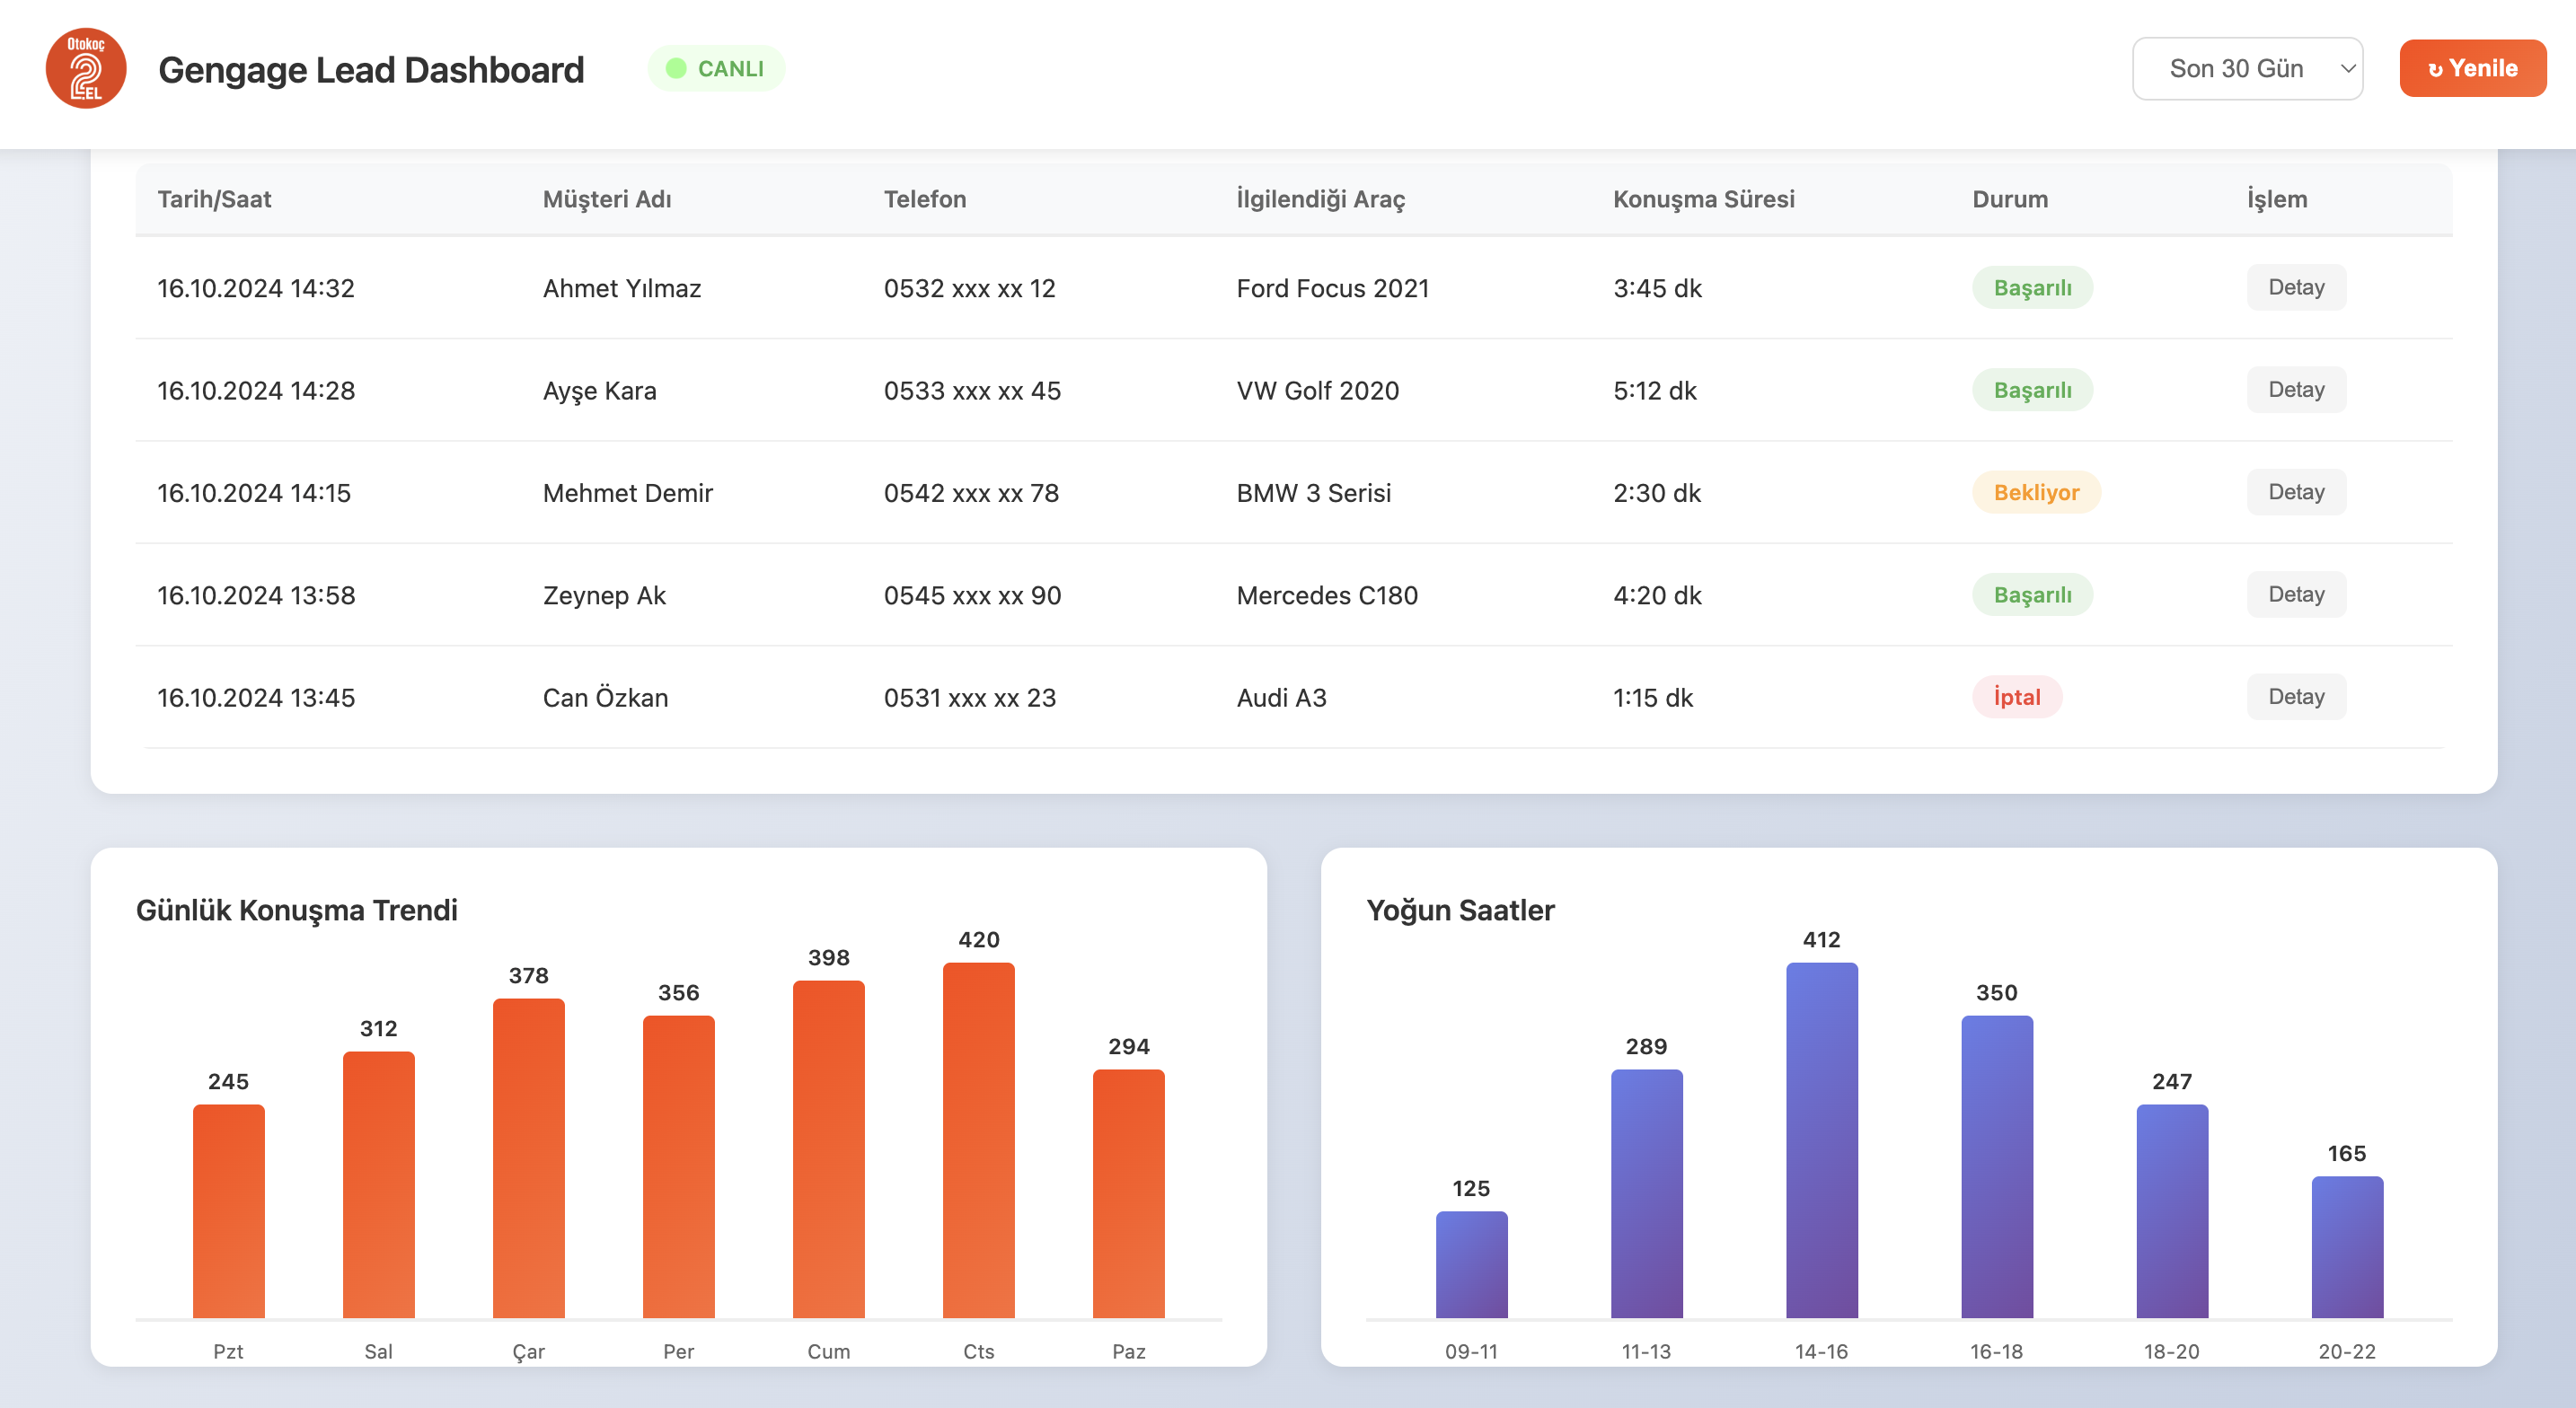 Otokoç
2
2.EL
Gengage Lead Dashboard
CANLI
Son 30 Gün
↻ Yenile
Tarih/Saat Müşteri Adı Telefon İlgilendiği Araç Konuşma Süresi Durum İşlem
16.10.2024 14:32 Ahmet Yılmaz 0532 xxx xx 12 Ford Focus 2021 3:45 dk Başarılı Detay
16.10.2024 14:28 Ayşe Kara 0533 xxx xx 45 VW Golf 2020 5:12 dk Başarılı Detay
16.10.2024 14:15 Mehmet Demir 0542 xxx xx 78 BMW 3 Serisi 2:30 dk Bekliyor Detay
16.10.2024 13:58 Zeynep Ak 0545 xxx xx 90 Mercedes C180 4:20 dk Başarılı Detay
16.10.2024 13:45 Can Özkan 0531 xxx xx 23 Audi A3 1:15 dk İptal Detay
Günlük Konuşma Trendi
245 312 378 356 398 420 294
Pzt Sal Çar Per Cum Cts Paz
Yoğun Saatler
125 289 412 350 247 165
09-11 11-13 14-16 16-18 18-20 20-22